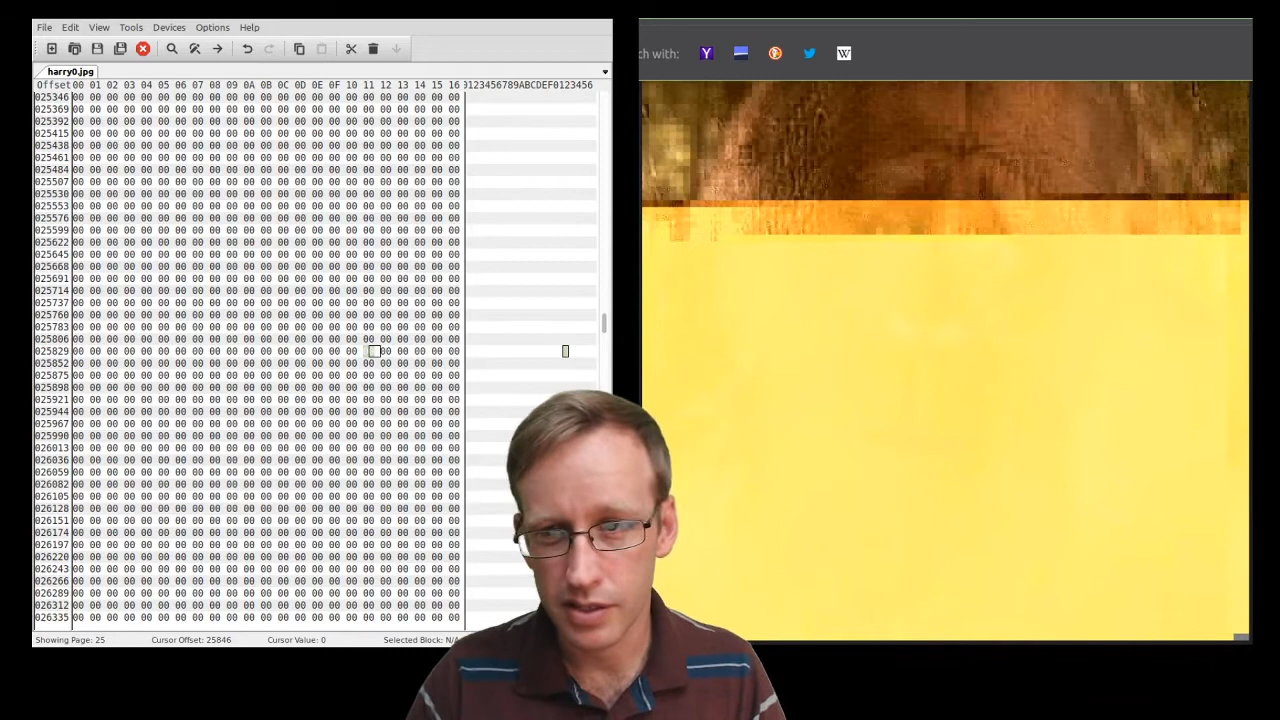 File Edit View Tools Devices Options Help
harry0.jpg
Offset 00 01 02 03 04 05 06 07 08 09 0A 0B 0C 0D 0E 0F 10 11 12 13 14 15 16 0123456789ABCDEF0123456
025346 00 00 00 00 00 00 00 00 00 00 00 00 00 00 00 00 00 00 00 00 00 00 00
025369 00 00 00 00 00 00 00 00 00 00 00 00 00 00 00 00 00 00 00 00 00 00 00
025392 00 00 00 00 00 00 00 00 00 00 00 00 00 00 00 00 00 00 00 00 00 00 00
025415 00 00 00 00 00 00 00 00 00 00 00 00 00 00 00 00 00 00 00 00 00 00 00
025438 00 00 00 00 00 00 00 00 00 00 00 00 00 00 00 00 00 00 00 00 00 00 00
025461 00 00 00 00 00 00 00 00 00 00 00 00 00 00 00 00 00 00 00 00 00 00 00
025484 00 00 00 00 00 00 00 00 00 00 00 00 00 00 00 00 00 00 00 00 00 00 00
025507 00 00 00 00 00 00 00 00 00 00 00 00 00 00 00 00 00 00 00 00 00 00 00
025530 00 00 00 00 00 00 00 00 00 00 00 00 00 00 00 00 00 00 00 00 00 00 00
025553 00 00 00 00 00 00 00 00 00 00 00 00 00 00 00 00 00 00 00 00 00 00 00
025576 00 00 00 00 00 00 00 00 00 00 00 00 00 00 00 00 00 00 00 00 00 00 00
025599 00 00 00 00 00 00 00 00 00 00 00 00 00 00 00 00 00 00 00 00 00 00 00
025622 00 00 00 00 00 00 00 00 00 00 00 00 00 00 00 00 00 00 00 00 00 00 00
025645 00 00 00 00 00 00 00 00 00 00 00 00 00 00 00 00 00 00 00 00 00 00 00
025668 00 00 00 00 00 00 00 00 00 00 00 00 00 00 00 00 00 00 00 00 00 00 00
025691 00 00 00 00 00 00 00 00 00 00 00 00 00 00 00 00 00 00 00 00 00 00 00
025714 00 00 00 00 00 00 00 00 00 00 00 00 00 00 00 00 00 00 00 00 00 00 00
025737 00 00 00 00 00 00 00 00 00 00 00 00 00 00 00 00 00 00 00 00 00 00 00
025760 00 00 00 00 00 00 00 00 00 00 00 00 00 00 00 00 00 00 00 00 00 00 00
025783 00 00 00 00 00 00 00 00 00 00 00 00 00 00 00 00 00 00 00 00 00 00 00
025806 00 00 00 00 00 00 00 00 00 00 00 00 00 00 00 00 00 00 00 00 00 00 00
025829 00 00 00 00 00 00 00 00 00 00 00 00 00 00 00 00 00 00 00 00 00 00
025852 00 00 00 00 00 00 00 00 00 00 00 00 00 00 00 00 00 00 00 00 00 00 00
025875 00 00 00 00 00 00 00 00 00 00 00 00 00 00 00 00 00 00 00 00 00 00 00
025898 00 00 00 00 00 00 00 00 00 00 00 00 00 00 00 00 00 00 00 00 00 00 00
025921 00 00 00 00 00 00 00 00 00 00 00 00 00 00 00 00 00 00 00 00 00 00 00
025944 00 00 00 00 00 00 00 00 00 00 00 00 00 00 00 00 00 00 00 00 00 00 00
025967 00 00 00 00 00 00 00 00 00 00 00 00 00 00 00 00 00 00 00 00 00 00 00
025990 00 00 00 00 00 00 00 00 00 00 00 00 00 00 00 00 00 00 00 00 00 00 00
026013 00 00 00 00 00 00 00 00 00 00 00 00 00 00 00 00 00 00 00 00 00 00 00
026036 00 00 00 00 00 00 00 00 00 00 00 00 00 00 00 00 00 00 00 00 00 00 00
026059 00 00 00 00 00 00 00 00 00 00 00 00 00 00 00 00 00 00 00 00 00 00 00
026082 00 00 00 00 00 00 00 00 00 00 00 00 00 00 00 00 00 00 00 00 00 00 00
026105 00 00 00 00 00 00 00 00 00 00 00 00 00 00 00 00 00 00 00 00 00 00 00
026128 00 00 00 00 00 00 00 00 00 00 00 00 00 00 00 00 00 00 00 00 00 00 00
026151 00 00 00 00 00 00 00 00 00 00 00 00 00 00 00 00 00 00 00 00 00 00 00
026174 00 00 00 00 00 00 00 00 00 00 00 00 00 00 00 00 00 00 00 00 00 00 00
026197 00 00 00 00 00 00 00 00 00 00 00 00 00 00 00 00 00 00 00 00 00 00 00
026220 00 00 00 00 00 00 00 00 00 00 00 00 00 00 00 00 00 00 00 00 00 00 00
026243 00 00 00 00 00 00 00 00 00 00 00 00 00 00 00 00 00 00 00 00 00 00 00
026266 00 00 00 00 00 00 00 00 00 00 00 00 00 00 00 00 00 00 00 00 00 00 00
026289 00 00 00 00 00 00 00 00 00 00 00 00 00 00 00 00 00 00 00 00 00 00 00
026312 00 00 00 00 00 00 00 00 00 00 00 00 00 00 00 00 00 00 00 00 00 00 00
026335 00 00 00 00 00 00 00 00 00 00 00 00 00 00 00 00 00 00 00 00 00 00 00
Showing Page: 25 Cursor Offset: 25846 Cursor Value: 0 Selected Block: N/A
ch with: Y W